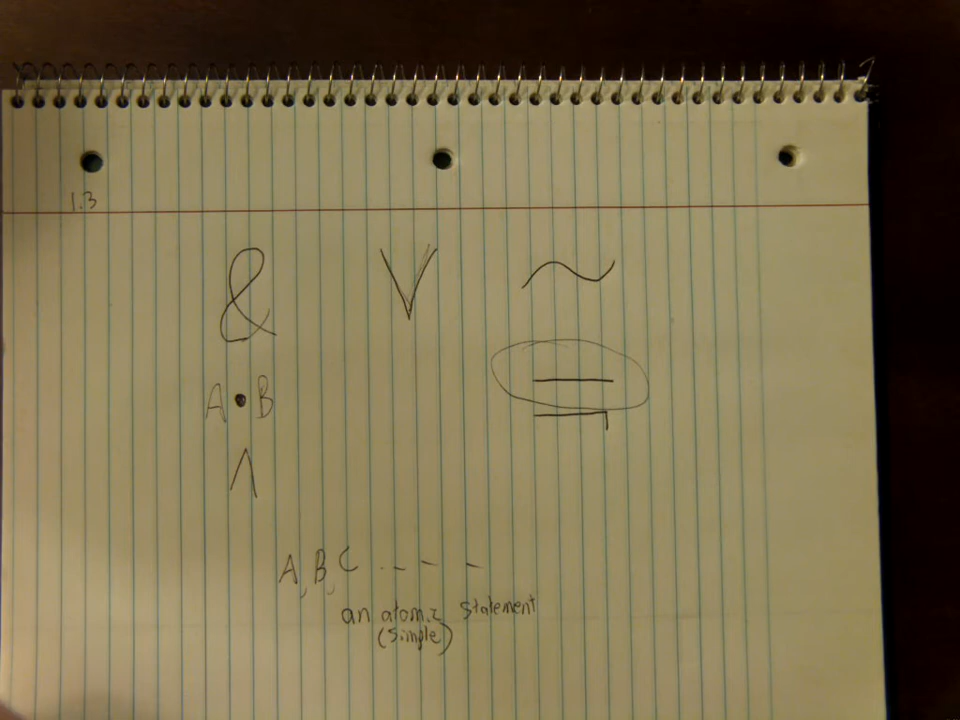 1.3
& V ~
—
A • B
¬
∧
A, B, C . – – –
an atomic statement
(simple)